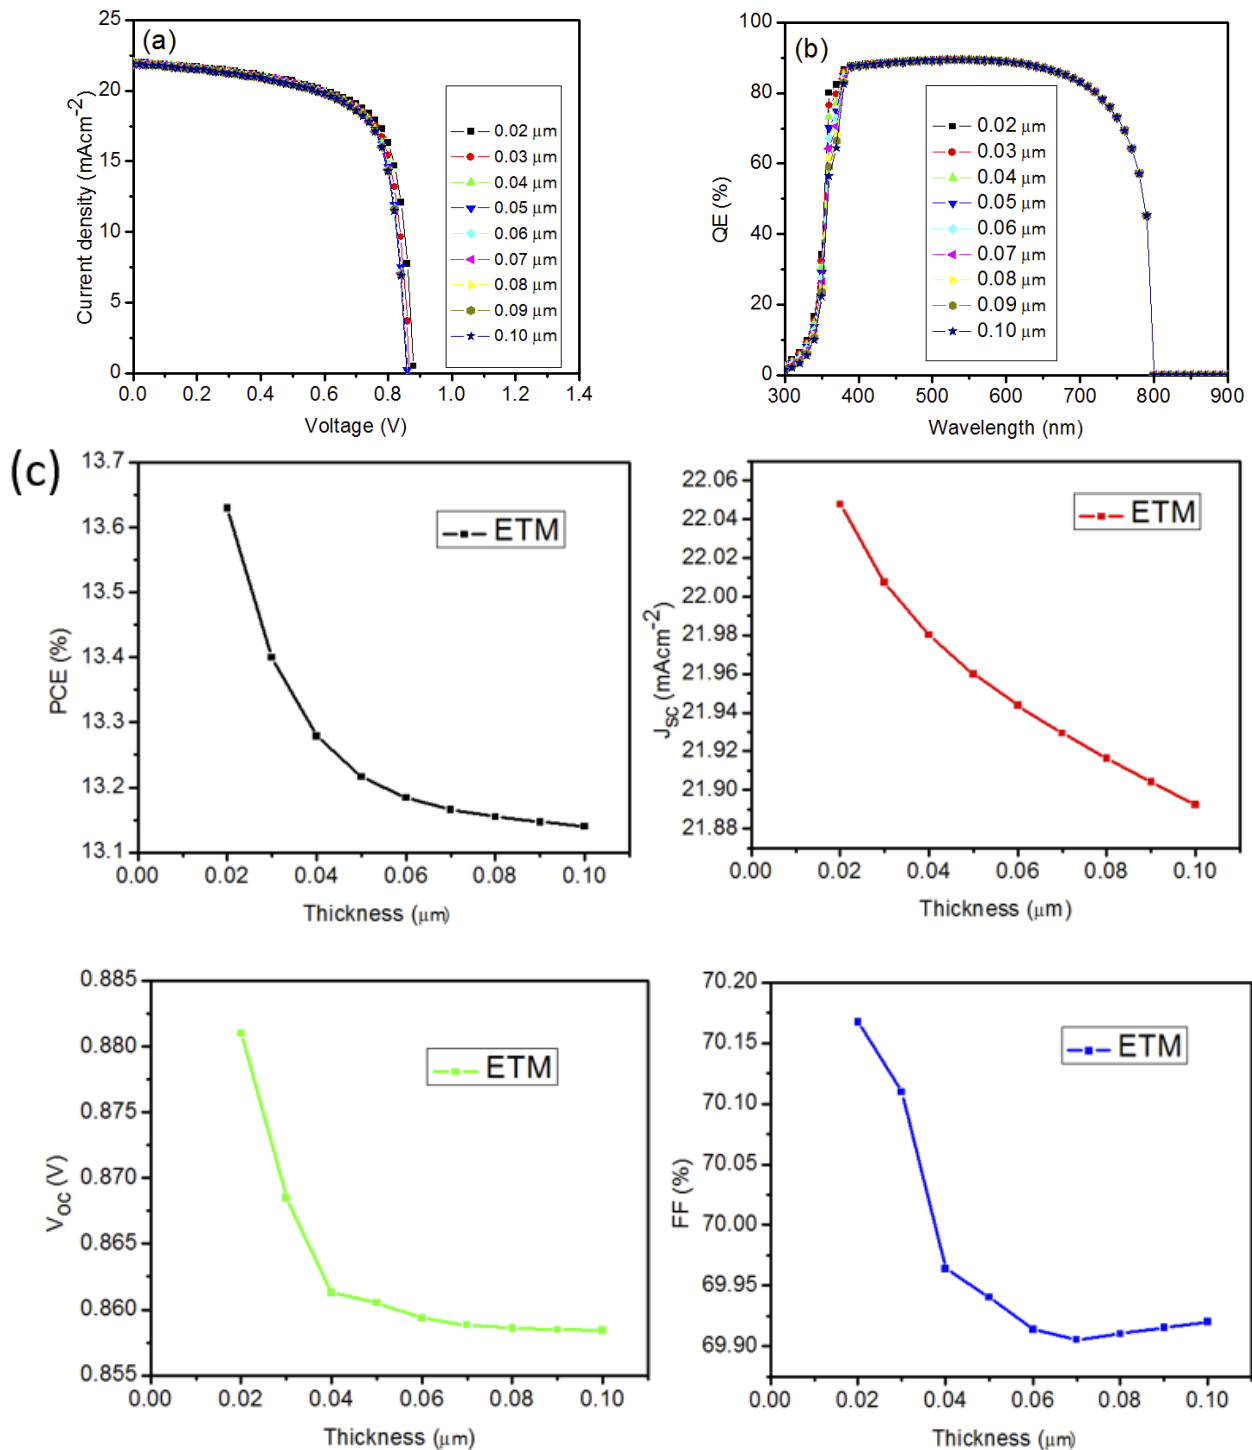 (a)
25
20
15
10
5
0
Current density (mAcm⁻²)
0.02 μm
0.03 μm
0.04 μm
0.05 μm
0.06 μm
0.07 μm
0.08 μm
0.09 μm
0.10 μm
0.0 0.2 0.4 0.6 0.8 1.0 1.2 1.4
Voltage (V)
(b)
100
80
60
40
20
0
QE (%)
0.02 μm
0.03 μm
0.04 μm
0.05 μm
0.06 μm
0.07 μm
0.08 μm
0.09 μm
0.10 μm
300 400 500 600 700 800 900
Wavelength (nm)
(c)
13.7
13.6
13.5
13.4
13.3
13.2
13.1
PCE (%)
ETM
0.00 0.02 0.04 0.06 0.08 0.10
Thickness (μm)
22.06
22.04
22.02
22.00
21.98
21.96
21.94
21.92
21.90
21.88
J_SC (mAcm⁻²)
ETM
0.00 0.02 0.04 0.06 0.08 0.10
Thickness (μm)
0.885
0.880
0.875
0.870
0.865
0.860
0.855
V_OC (V)
ETM
0.00 0.02 0.04 0.06 0.08 0.10
Thickness (μm)
70.20
70.15
70.10
70.05
70.00
69.95
69.90
FF (%)
ETM
0.00 0.02 0.04 0.06 0.08 0.10
Thickness (μm)